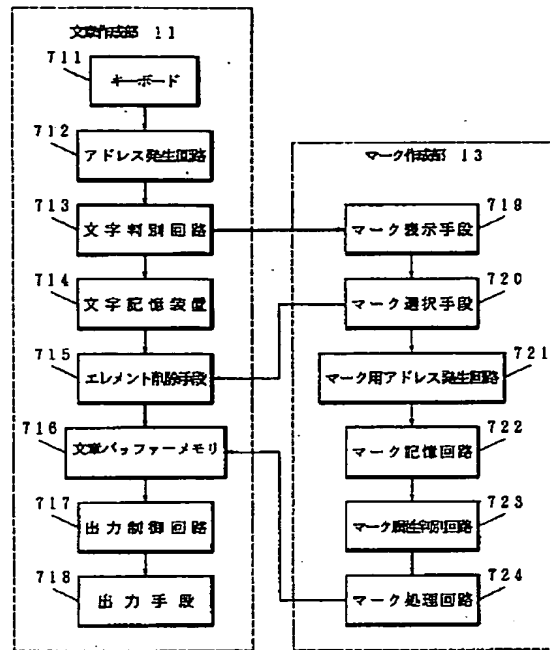 文章作成部 11
711
キーボード
712
アドレス発生回路
713
文字判別回路
714
文字記憶装置
715
エレメント削除手段
716
文章バッファーメモリ
717
出力制御回路
718
出力手段
マーク作成部 13
719
マーク表示手段
720
マーク選択手段
721
マーク用アドレス発生回路
722
マーク記憶回路
723
マーク属性判別回路
724
マーク処理回路